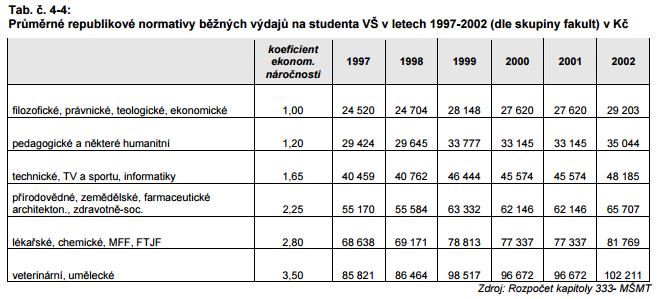 Tab. č. 4-4:
Průměrné republikové normativy běžných výdajů na studenta VŠ v letech 1997-2002 (dle skupiny fakult) v Kč
koeficient
ekonom.
náročnosti
1997 1998 1999 2000 2001 2002
filozofické, právnické, teologické, ekonomické 1,00 24 520 24 704 28 148 27 620 27 620 29 203
pedagogické a některé humanitní 1,20 29 424 29 645 33 777 33 145 33 145 35 044
technické, TV a sportu, informatiky 1,65 40 459 40 762 46 444 45 574 45 574 48 185
přírodovědné, zemědělské, farmaceutické
architekton., zdravotně-soc. 2,25 55 170 55 584 63 332 62 146 62 146 65 707
lékařské, chemické, MFF, FTJF 2,80 68 638 69 171 78 813 77 337 77 337 81 769
veterinární, umělecké 3,50 85 821 86 464 98 517 96 672 96 672 102 211
Zdroj: Rozpočet kapitoly 333- MŠMT